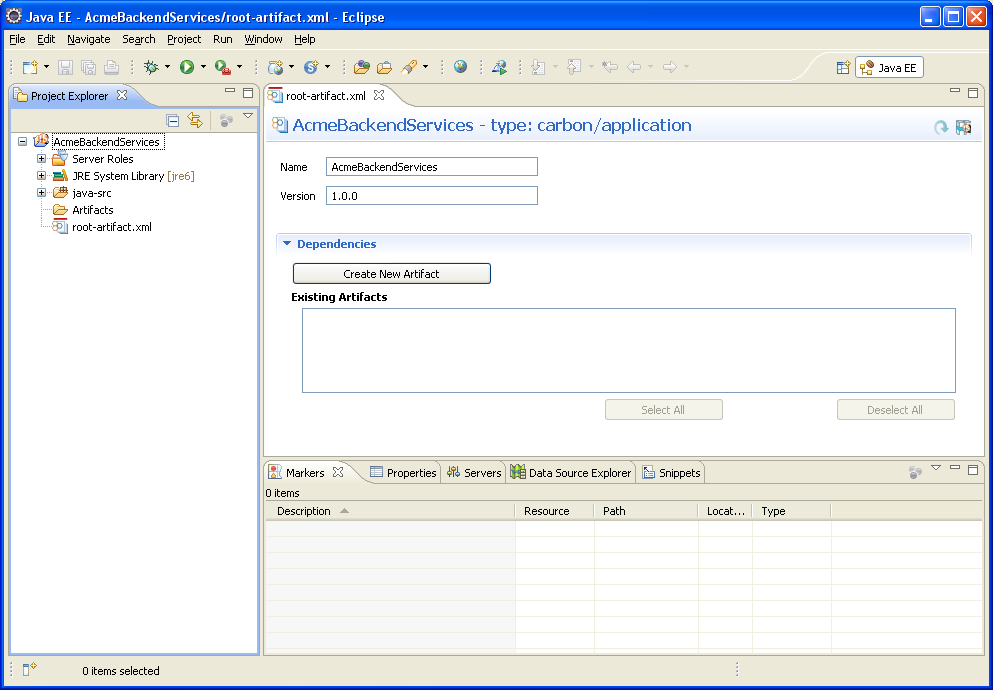 Java EE - AcmeBackendServices/root-artifact.xml - Eclipse
File Edit Navigate Search Project Run Window Help
Java EE
Project Explorer
AcmeBackendServices
Server Roles
JRE System Library [jre6]
java-src
Artifacts
root-artifact.xml
root-artifact.xml
AcmeBackendServices - type: carbon/application
Name AcmeBackendServices
Version 1.0.0
Dependencies
Create New Artifact
Existing Artifacts
Select All Deselect All
Markers Properties Servers Data Source Explorer Snippets
0 items
Description Resource Path Locat... Type
0 items selected